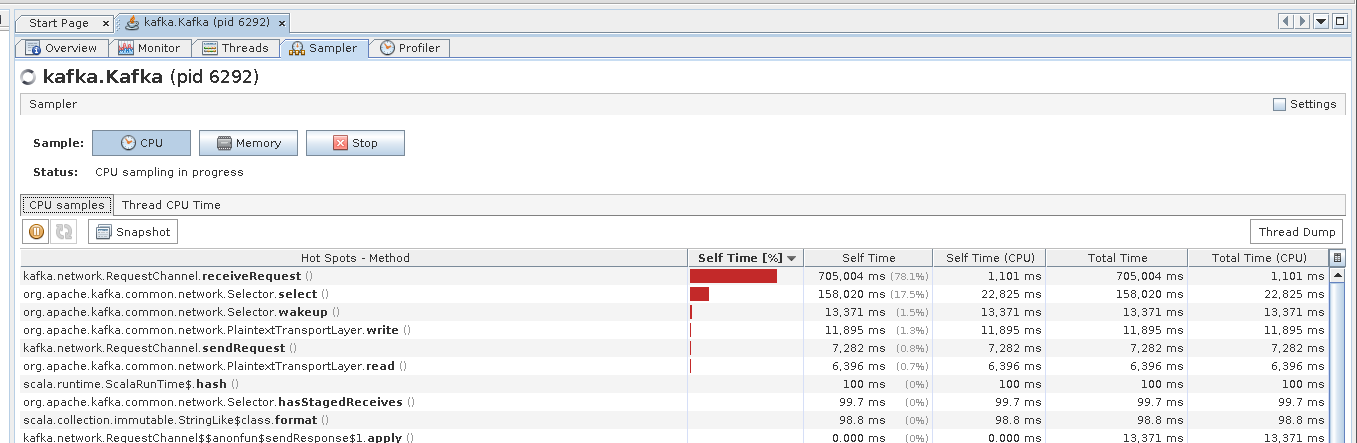 Start Page × kafka.Kafka (pid 6292) ×
Overview Monitor Threads Sampler Profiler
kafka.Kafka (pid 6292)
Sampler Settings
Sample: CPU Memory Stop
Status: CPU sampling in progress
CPU samples Thread CPU Time
Snapshot Thread Dump
Hot Spots - Method Self Time [%] Self Time Self Time (CPU) Total Time Total Time (CPU)
kafka.network.RequestChannel.receiveRequest () 705,004 ms (78.1%) 1,101 ms 705,004 ms 1,101 ms
org.apache.kafka.common.network.Selector.select () 158,020 ms (17.5%) 22,825 ms 158,020 ms 22,825 ms
org.apache.kafka.common.network.Selector.wakeup () 13,371 ms (1.5%) 13,371 ms 13,371 ms 13,371 ms
org.apache.kafka.common.network.PlaintextTransportLayer.write () 11,895 ms (1.3%) 11,895 ms 11,895 ms 11,895 ms
kafka.network.RequestChannel.sendRequest () 7,282 ms (0.8%) 7,282 ms 7,282 ms 7,282 ms
org.apache.kafka.common.network.PlaintextTransportLayer.read () 6,396 ms (0.7%) 6,396 ms 6,396 ms 6,396 ms
scala.runtime.ScalaRunTime$.hash () 100 ms (0%) 100 ms 100 ms 100 ms
org.apache.kafka.common.network.Selector.hasStagedReceives () 99.7 ms (0%) 99.7 ms 99.7 ms 99.7 ms
scala.collection.immutable.StringLike$class.format () 98.8 ms (0%) 98.8 ms 98.8 ms 98.8 ms
kafka.network.RequestChannel$$anonfun$sendResponse$1.apply () 0.000 ms (0%) 0.000 ms 13,371 ms 13,371 ms